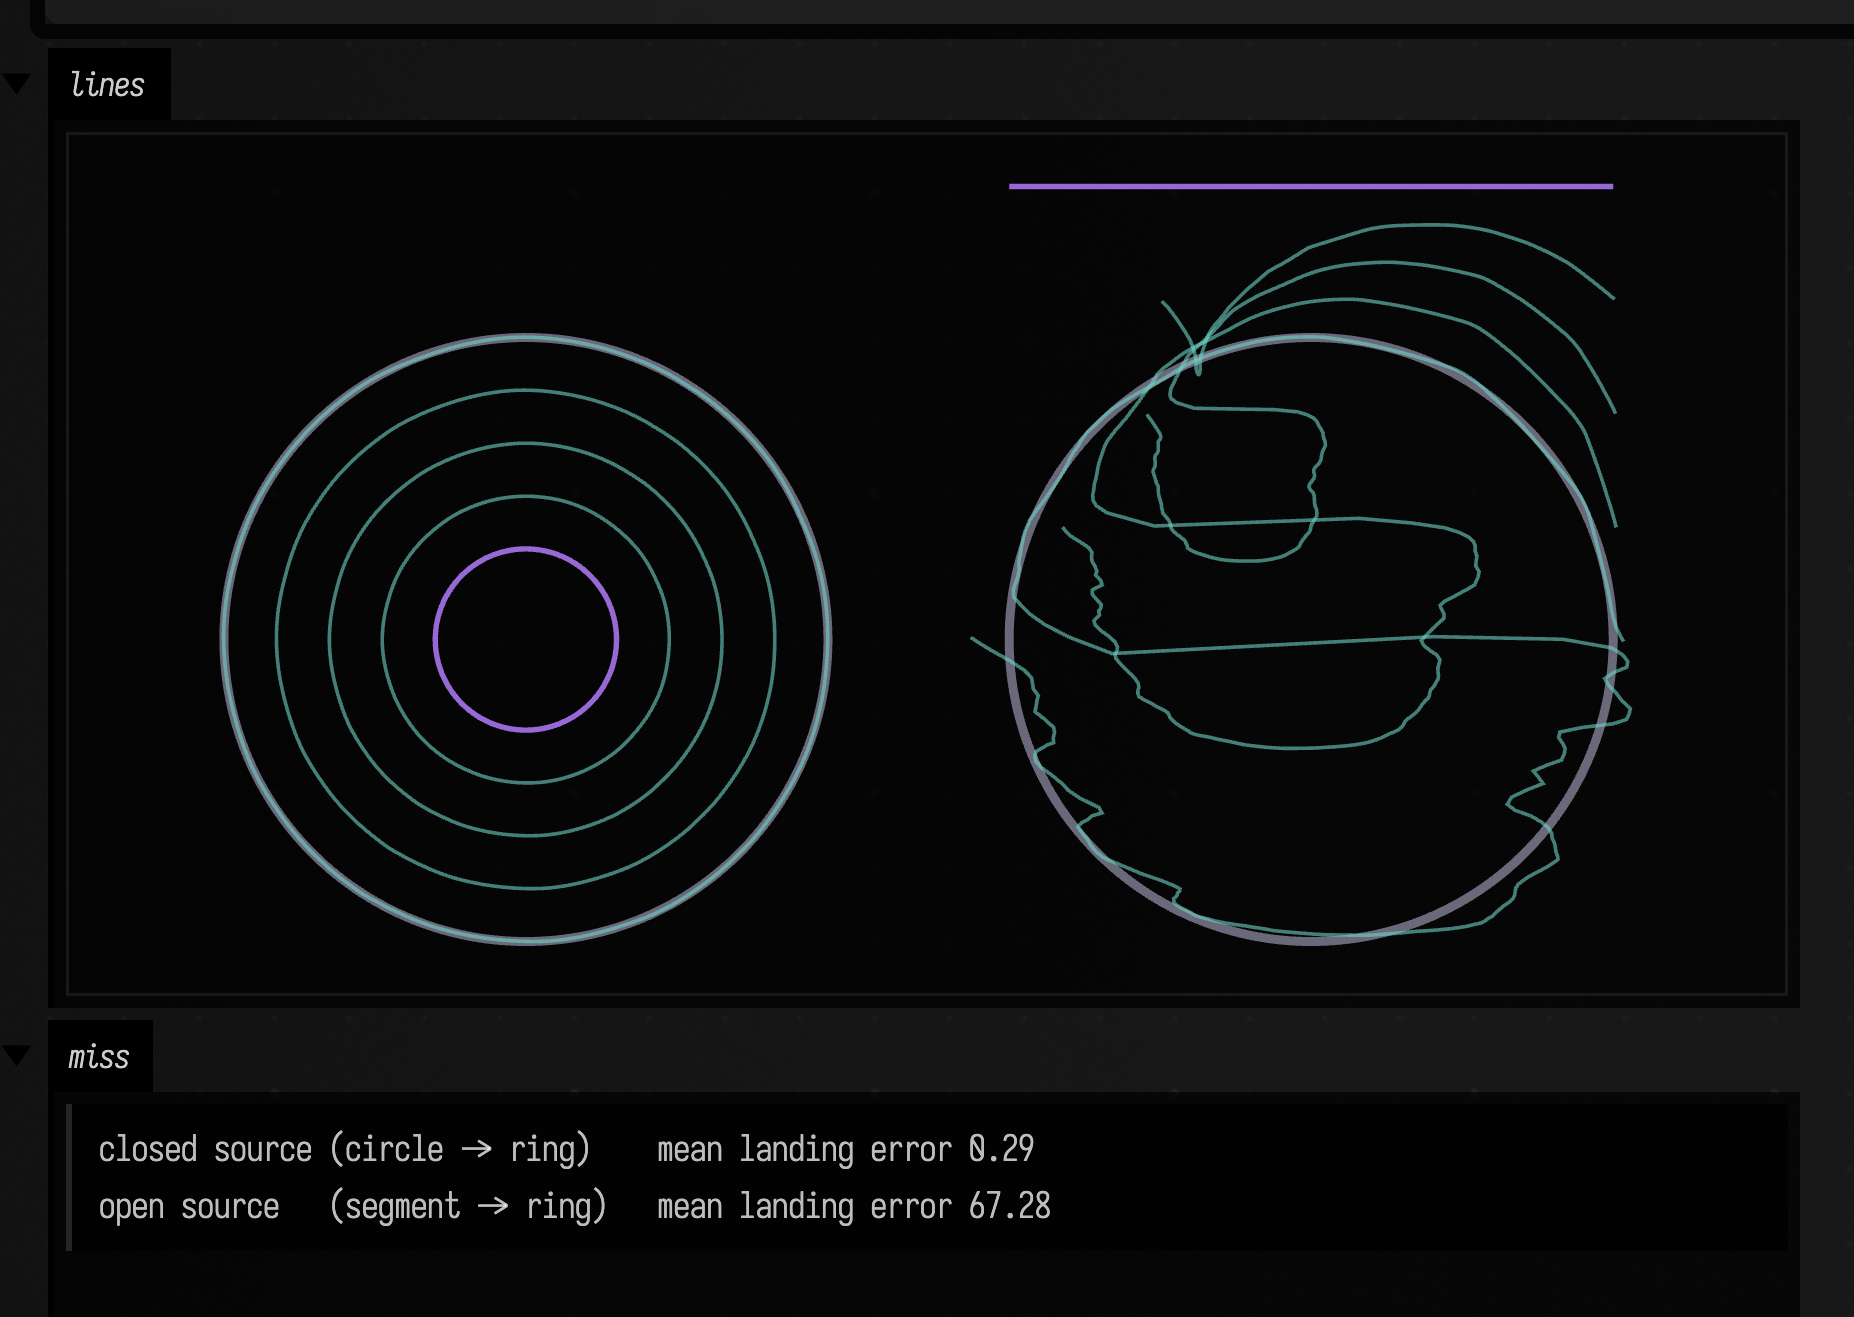 lines
miss
closed source (circle → ring)    mean landing error 0.29
open source   (segment → ring)   mean landing error 67.28